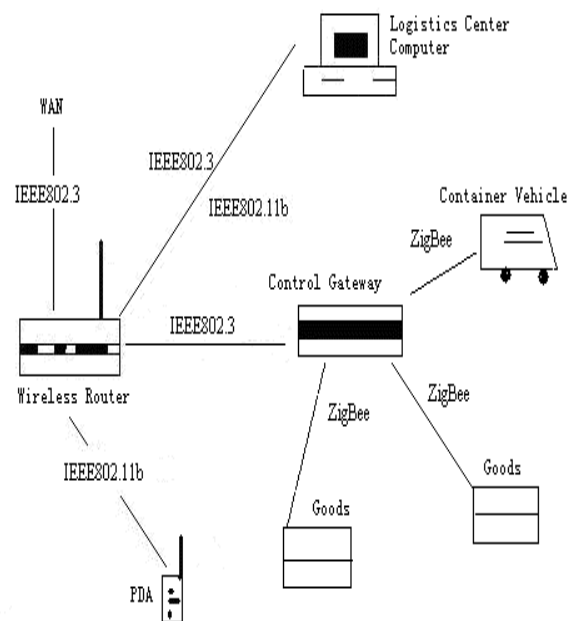 Logistics Center
Computer
WAN
IEEE802.3
IEEE802.3
IEEE802.11b
Container Vehicle
ZigBee
Control Gateway
IEEE802.3
Wireless Router
ZigBee
ZigBee
IEEE802.11b
Goods
Goods
PDA